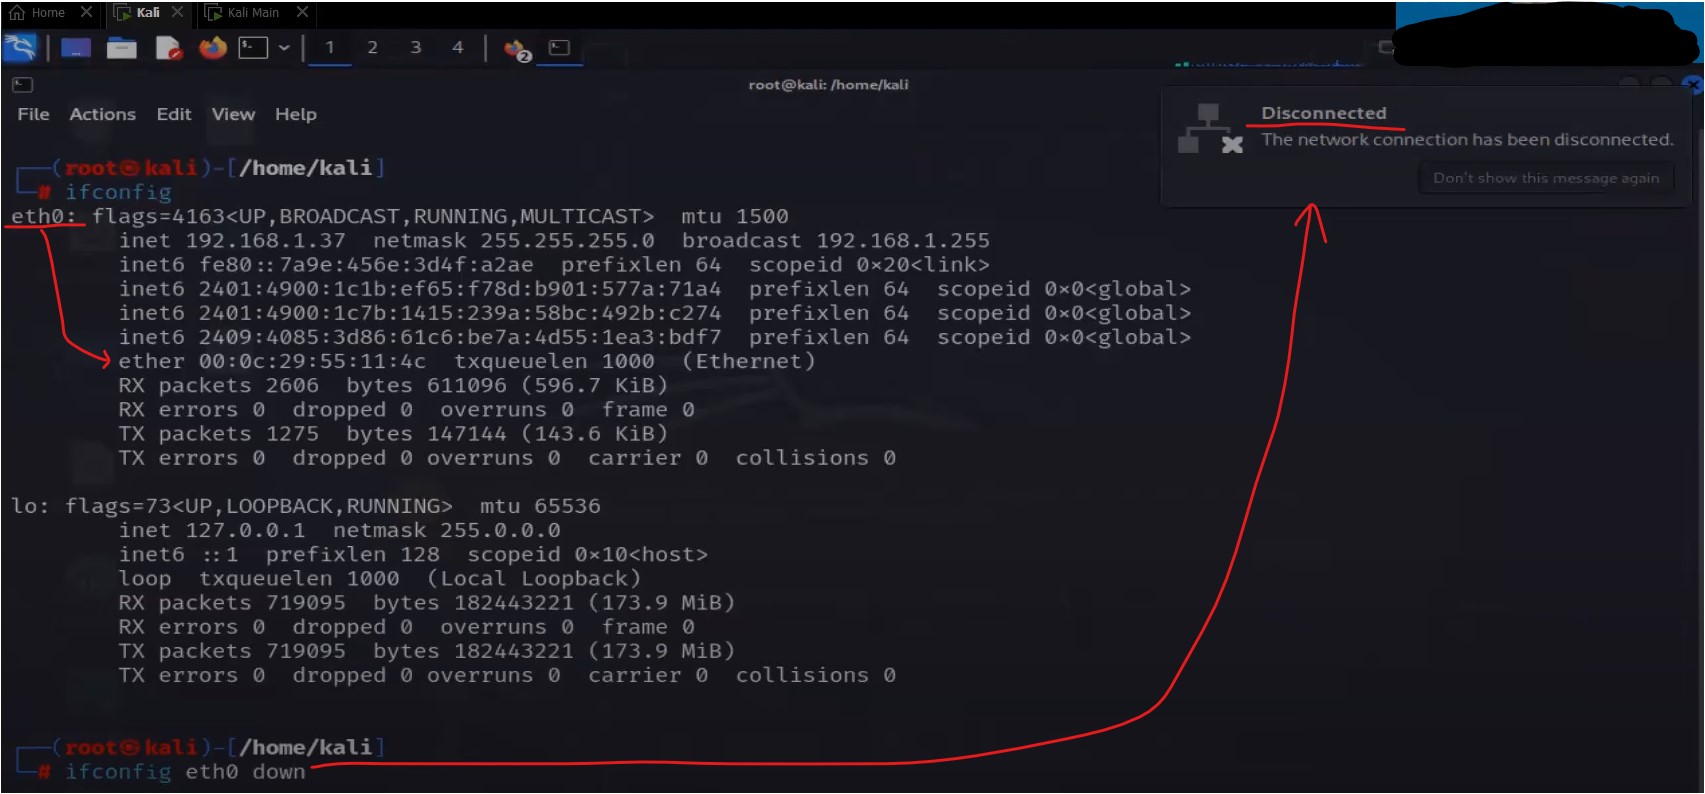 Home × Kali × Kali Main ×
1 2 3 4 2
root@kali: /home/kali
File Actions Edit View Help
Disconnected
The network connection has been disconnected.
Don't show this message again
┌──(root㉿kali)-[/home/kali]
└─# ifconfig
eth0: flags=4163<UP,BROADCAST,RUNNING,MULTICAST> mtu 1500
inet 192.168.1.37 netmask 255.255.255.0 broadcast 192.168.1.255
inet6 fe80::7a9e:456e:3d4f:a2ae prefixlen 64 scopeid 0×20<link>
inet6 2401:4900:1c1b:ef65:f78d:b901:577a:71a4 prefixlen 64 scopeid 0×0<global>
inet6 2401:4900:1c7b:1415:239a:58bc:492b:c274 prefixlen 64 scopeid 0×0<global>
inet6 2409:4085:3d86:61c6:be7a:4d55:1ea3:bdf7 prefixlen 64 scopeid 0×0<global>
ether 00:0c:29:55:11:4c txqueuelen 1000 (Ethernet)
RX packets 2606 bytes 611096 (596.7 KiB)
RX errors 0 dropped 0 overruns 0 frame 0
TX packets 1275 bytes 147144 (143.6 KiB)
TX errors 0 dropped 0 overruns 0 carrier 0 collisions 0
lo: flags=73<UP,LOOPBACK,RUNNING> mtu 65536
inet 127.0.0.1 netmask 255.0.0.0
inet6 ::1 prefixlen 128 scopeid 0×10<host>
loop txqueuelen 1000 (Local Loopback)
RX packets 719095 bytes 182443221 (173.9 MiB)
RX errors 0 dropped 0 overruns 0 frame 0
TX packets 719095 bytes 182443221 (173.9 MiB)
TX errors 0 dropped 0 overruns 0 carrier 0 collisions 0
┌──(root㉿kali)-[/home/kali]
└─# ifconfig eth0 down